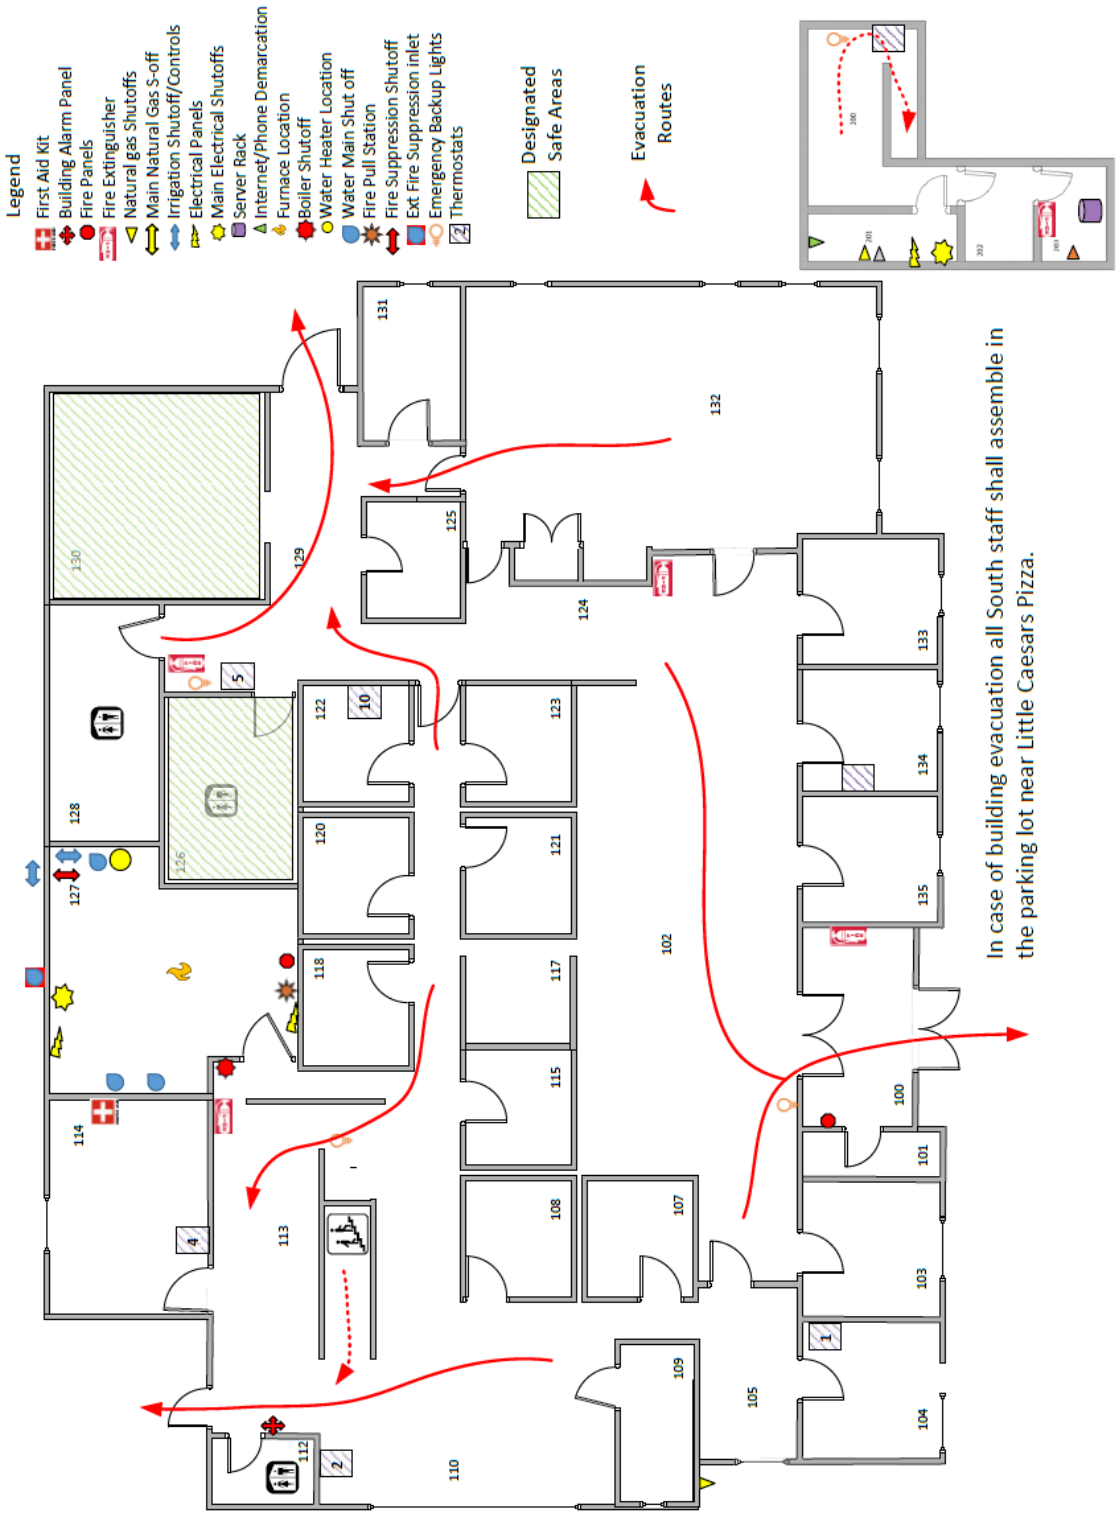 Legend
First Aid Kit
Building Alarm Panel
Fire Panels
Fire Extinguisher
Natural gas Shutoffs
Main Natural Gas S-off
Irrigation Shutoff/Controls
Electrical Panels
Main Electrical Shutoffs
Server Rack
Internet/Phone Demarcation
Furnace Location
Boiler Shutoff
Water Heater Location
Water Main Shut off
Fire Pull Station
Fire Suppression Shutoff
Ext Fire Suppression inlet
Emergency Backup Lights
2
Thermostats
Designated
Safe Areas
Evacuation
Routes
200
201
202
203
131
130
129
132
125
124
133
5
122
10
123
128
126
120
121
134
127
118
117
102
135
114
115
100
101
4
113
108
107
103
1
112
2
110
109
105
104
In case of building evacuation all South staff shall assemble in
the parking lot near Little Caesars Pizza.